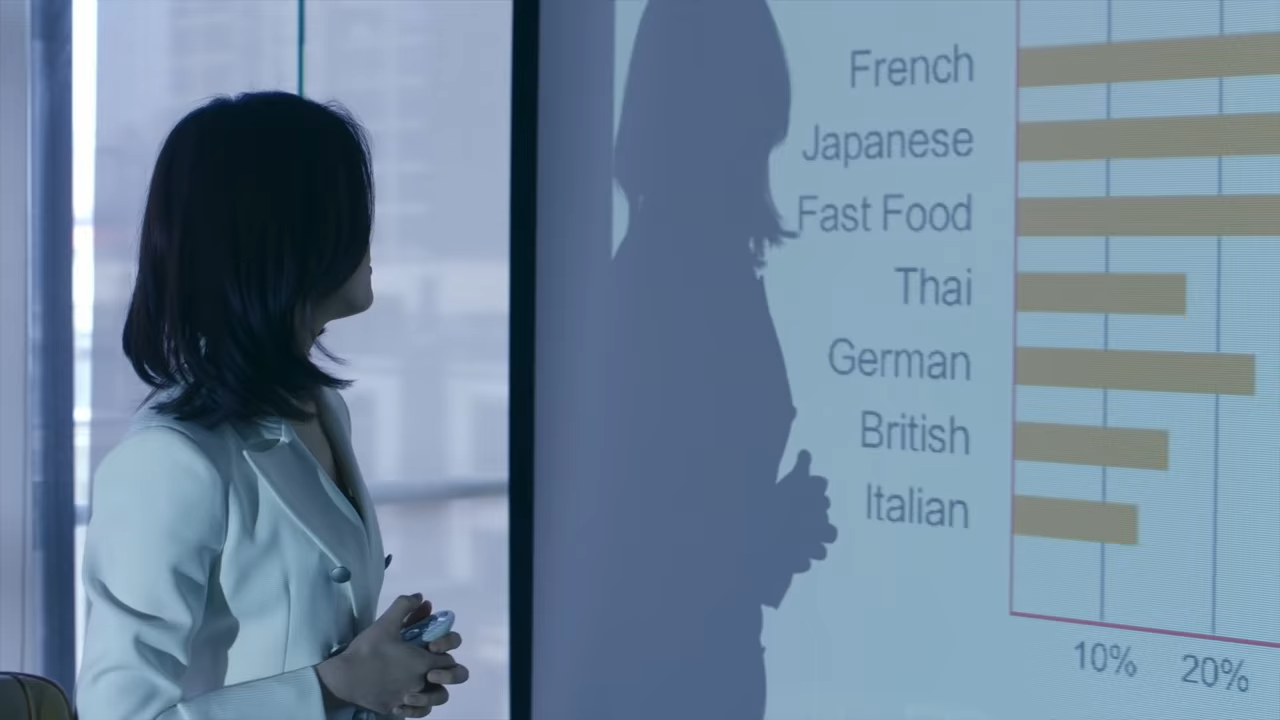 French
Japanese
Fast Food
Thai
German
British
Italian
10% 20%